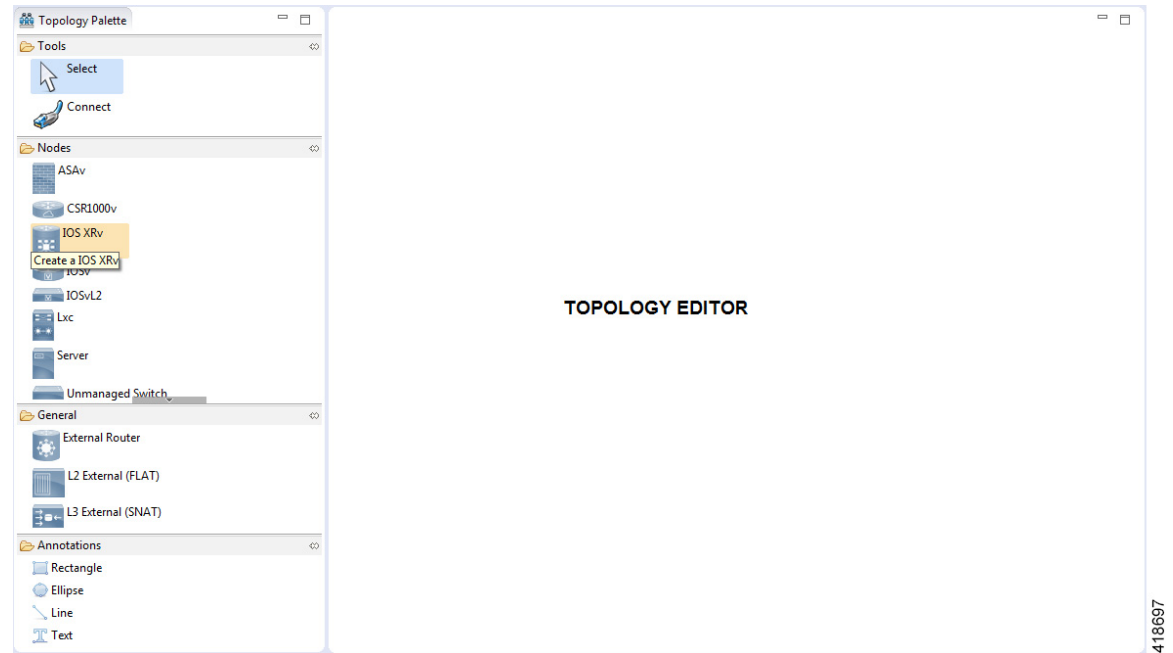 Topology Palette
Tools
Select
Connect
Nodes
ASAv
CSR1000v
IOS XRv
Create a IOS XRv
IOSv
IOSvL2
Lxc
Server
Unmanaged Switch
General
External Router
L2 External (FLAT)
L3 External (SNAT)
Annotations
Rectangle
Ellipse
Line
Text
TOPOLOGY EDITOR
418697